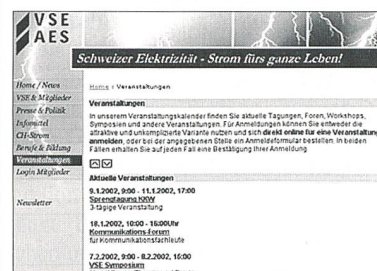 VSE
AES
Schweizer Elektrizität - Strom fürs ganze Leben!
Home / News
VSE & Mitglieder
Presse & Politik
Infomittel
CH-Strom
Berufe & Bildung
Veranstaltungen
Login Mitglieder
Newsletter
Home / Veranstaltungen
Veranstaltungen
In unserem Veranstaltungskalender finden Sie aktuelle Tagungen, Foren, Workshops,
Symposien und andere Veranstaltungen. Für Anmeldungen können Sie entweder die
attraktive und unkomplizierte Variante nutzen und sich direkt online für eine Veranstaltung
anmelden, oder bei der angegebenen Stelle ein Anmeldeformular bestellen. In beiden
Fällen erhalten Sie auf jeden Fall eine Bestätigung Ihrer Anmeldung.
Aktuelle Veranstaltungen
9.1.2002, 9:00 - 11.1.2002, 17:00
Sprengtagung KKW
3-tägige Veranstaltung
18.1.2002, 10:00 - 16:00Uhr
Kommunikations-Forum
für Kommunikationsfachleute
7.2.2002, 9:00 - 8.2.2002, 16:00
VSE Symposium